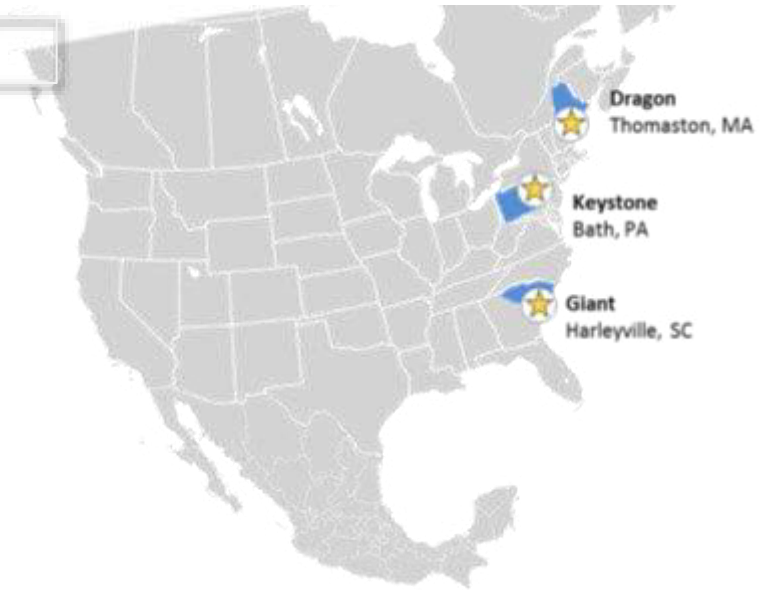 Dragon
Thomaston, MA
Keystone
Bath, PA
Giant
Harleyville, SC